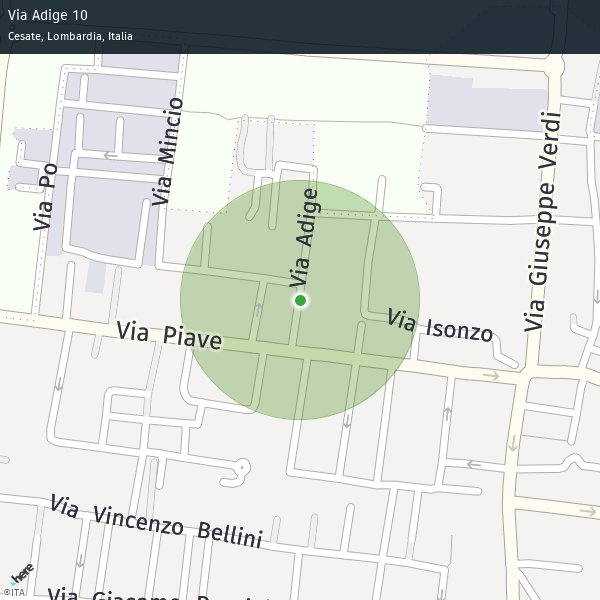 Via Adige 10
Cesate, Lombardia, Italia
Via Mincio
Via Po
Via Giuseppe Verdi
Via Adige
Via Piave
Via Isonzo
Via Vincenzo Bellini
Via Giacomo
here
©ITA